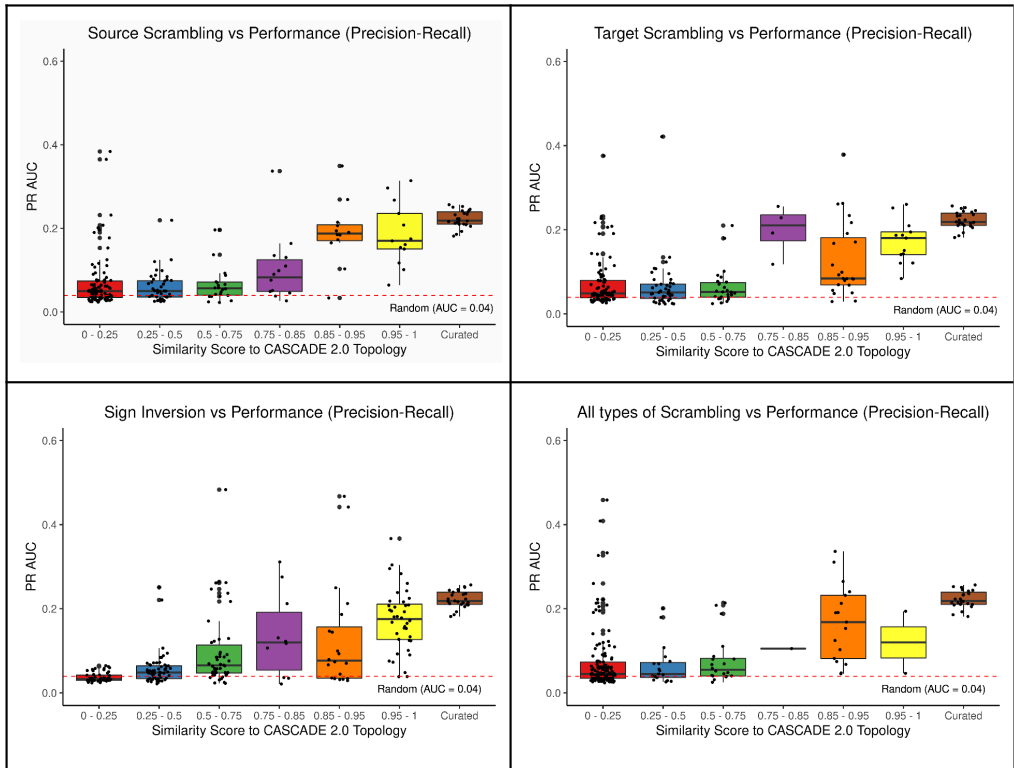 Source Scrambling vs Performance (Precision-Recall)
0.6
0.4
0.2
0.0
PR AUC
Random (AUC = 0.04)
0 - 0.25 0.25 - 0.5 0.5 - 0.75 0.75 - 0.85 0.85 - 0.95 0.95 - 1 Curated
Similarity Score to CASCADE 2.0 Topology
Target Scrambling vs Performance (Precision-Recall)
0.6
0.4
0.2
0.0
PR AUC
Random (AUC = 0.04)
0 - 0.25 0.25 - 0.5 0.5 - 0.75 0.75 - 0.85 0.85 - 0.95 0.95 - 1 Curated
Similarity Score to CASCADE 2.0 Topology
Sign Inversion vs Performance (Precision-Recall)
0.6
0.4
0.2
0.0
PR AUC
Random (AUC = 0.04)
0 - 0.25 0.25 - 0.5 0.5 - 0.75 0.75 - 0.85 0.85 - 0.95 0.95 - 1 Curated
Similarity Score to CASCADE 2.0 Topology
All types of Scrambling vs Performance (Precision-Recall)
0.6
0.4
0.2
0.0
PR AUC
Random (AUC = 0.04)
0 - 0.25 0.25 - 0.5 0.5 - 0.75 0.75 - 0.85 0.85 - 0.95 0.95 - 1 Curated
Similarity Score to CASCADE 2.0 Topology